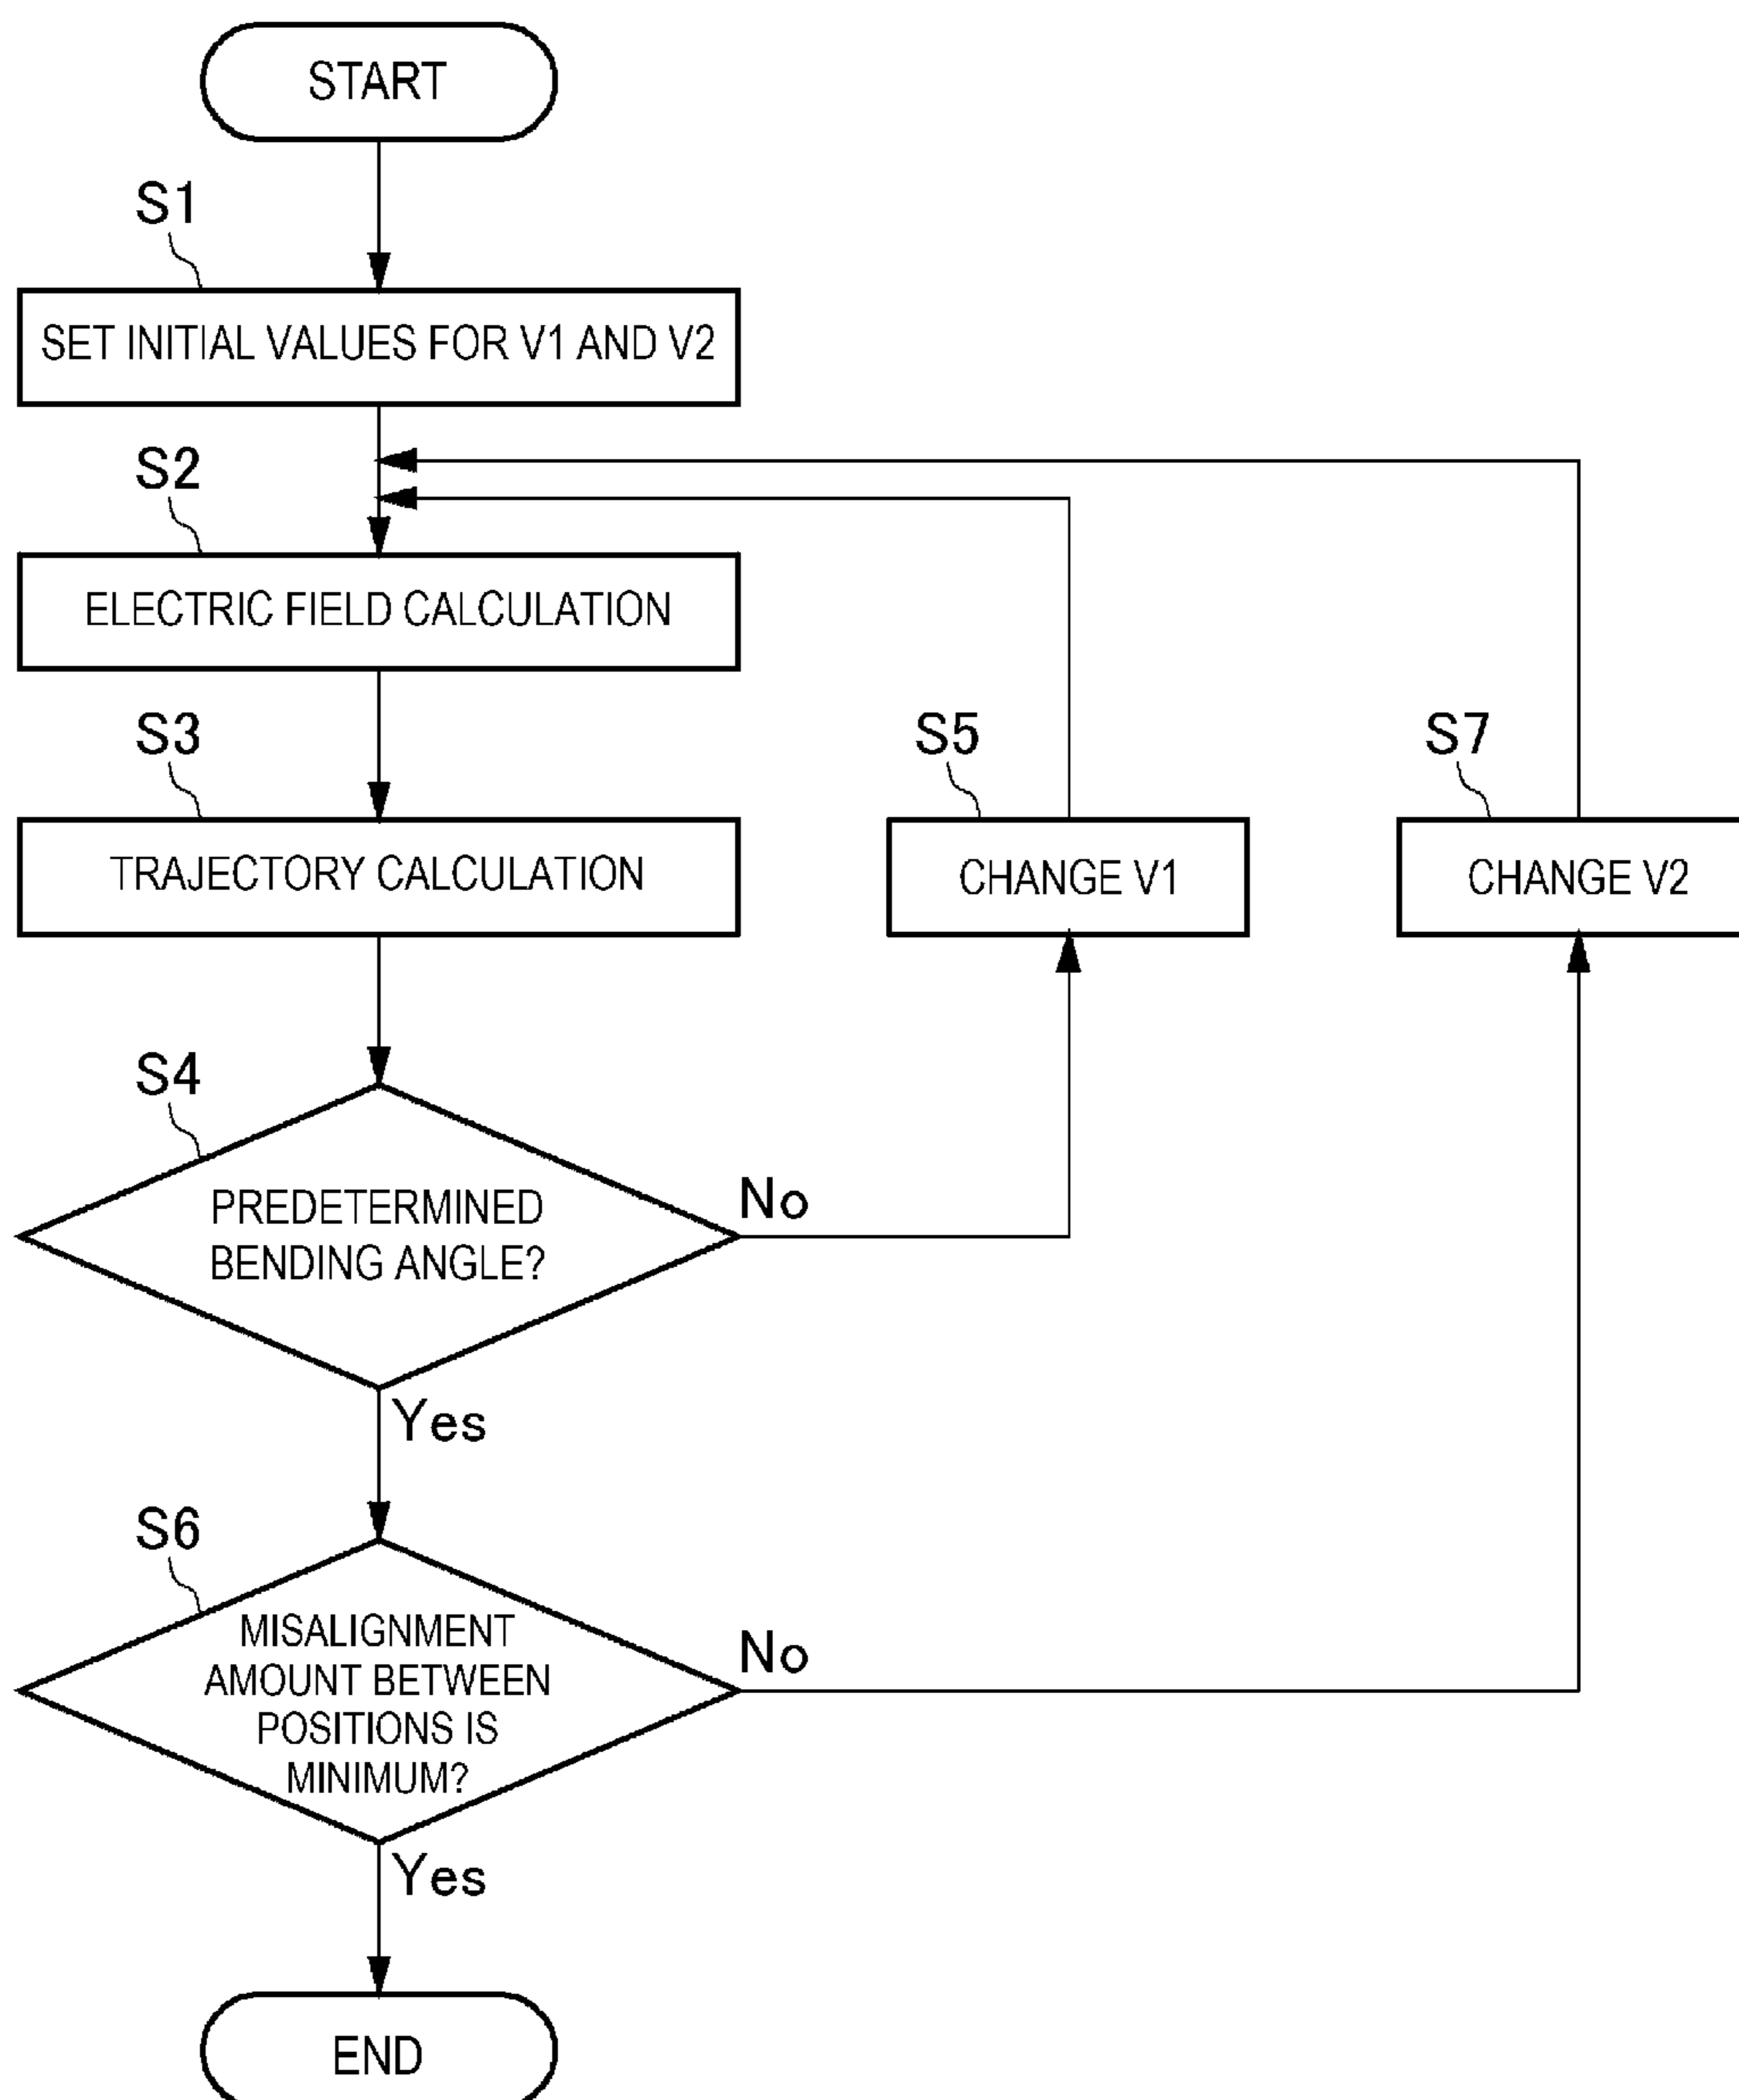 START
S1
SET INITIAL VALUES FOR V1 AND V2
S2
ELECTRIC FIELD CALCULATION
S3
TRAJECTORY CALCULATION
S5
CHANGE V1
S7
CHANGE V2
S4
PREDETERMINED
BENDING ANGLE?
No
Yes
S6
MISALIGNMENT
AMOUNT BETWEEN
POSITIONS IS
MINIMUM?
No
Yes
END